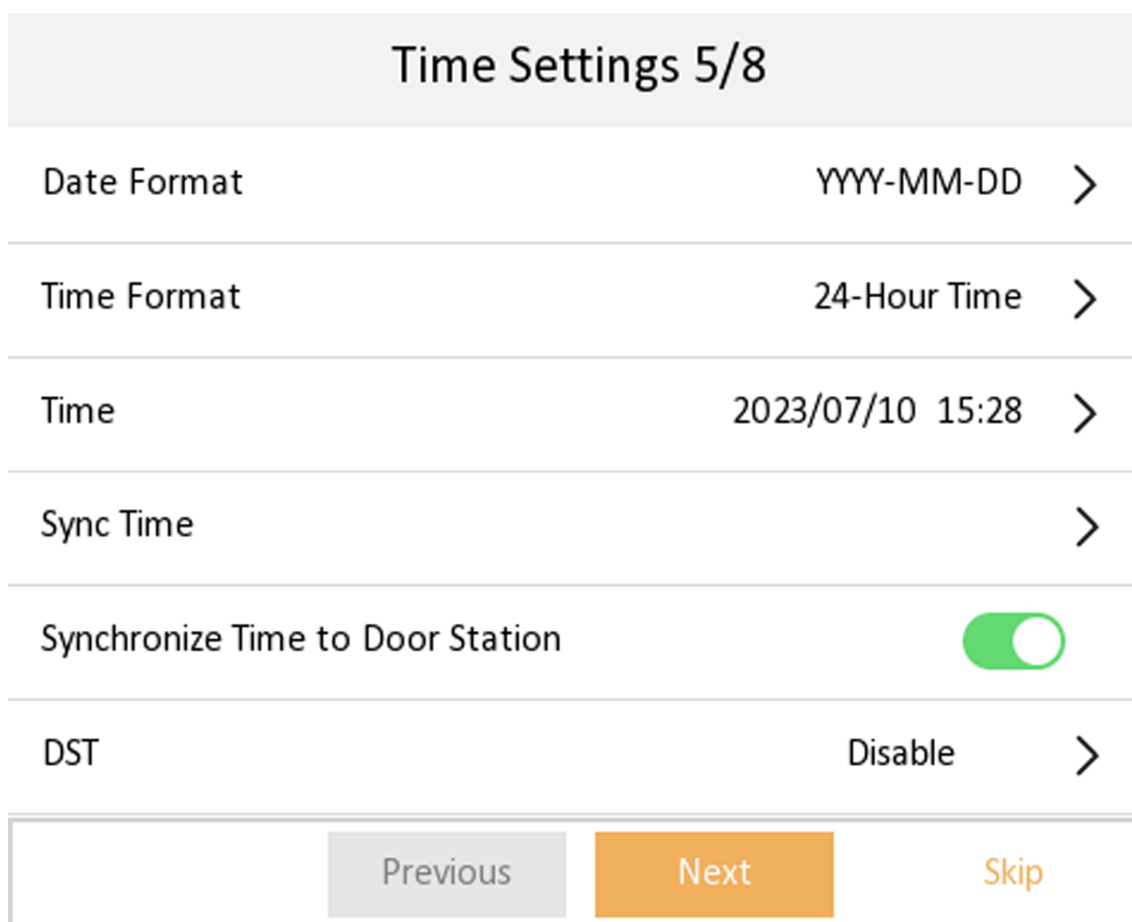 Time Settings 5/8
Date Format YYYY-MM-DD
Time Format 24-Hour Time
Time 2023/07/10 15:28
Sync Time
Synchronize Time to Door Station
DST Disable
Previous Next Skip